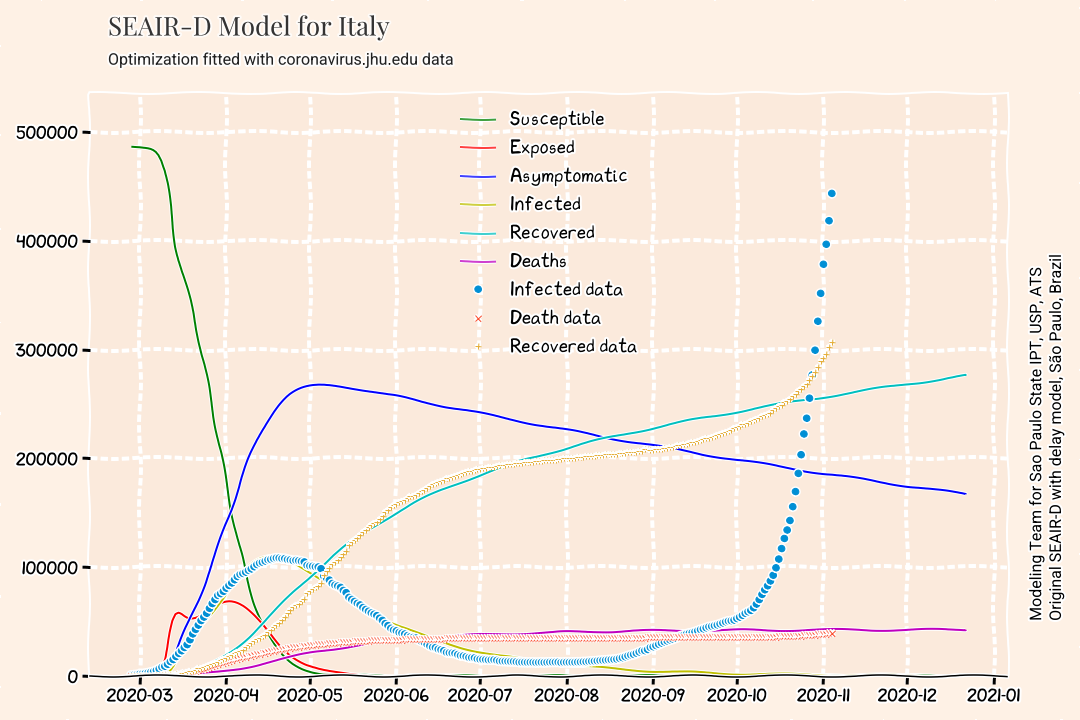 SEAIR-D Model for Italy
Optimization fitted with coronavirus.jhu.edu data
500000
400000
300000
200000
100000
0
Susceptible
Exposed
Asymptomatic
Infected
Recovered
Deaths
Infected data
Death data
Recovered data
2020-03 2020-04 2020-05 2020-06 2020-07 2020-08 2020-09 2020-10 2020-11 2020-12 2021-01
Modeling Team for Sao Paulo State IPT, USP, ATS
Original SEAIR-D with delay model, São Paulo, Brazil